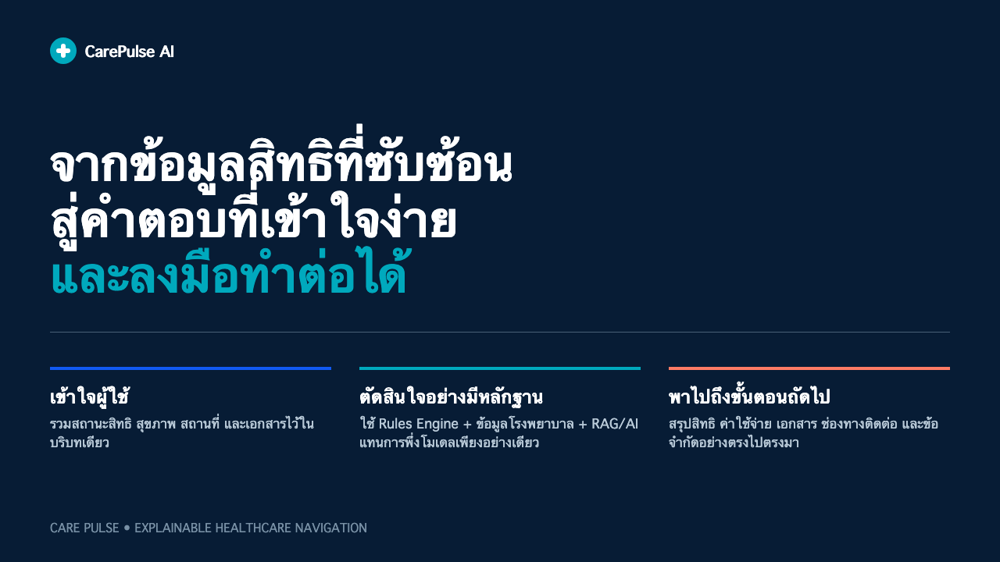 CarePulse AI
จากข้อมูลสิทธิที่ซับซ้อน
สู่คำตอบที่เข้าใจง่าย
และลงมือทำต่อได้
เข้าใจผู้ใช้
รวมสถานะสิทธิ สุขภาพ สถานที่ และเอกสารไว้ใน
บริบทเดียว
ตัดสินใจอย่างมีหลักฐาน
ใช้ Rules Engine + ข้อมูลโรงพยาบาล + RAG/AI
แทนการพึ่งโมเดลเพียงอย่างเดียว
พาไปถึงขั้นตอนถัดไป
สรุปสิทธิ ค่าใช้จ่าย เอกสาร ช่องทางติดต่อ และข้อ
จำกัดอย่างตรงไปตรงมา
CARE PULSE • EXPLAINABLE HEALTHCARE NAVIGATION